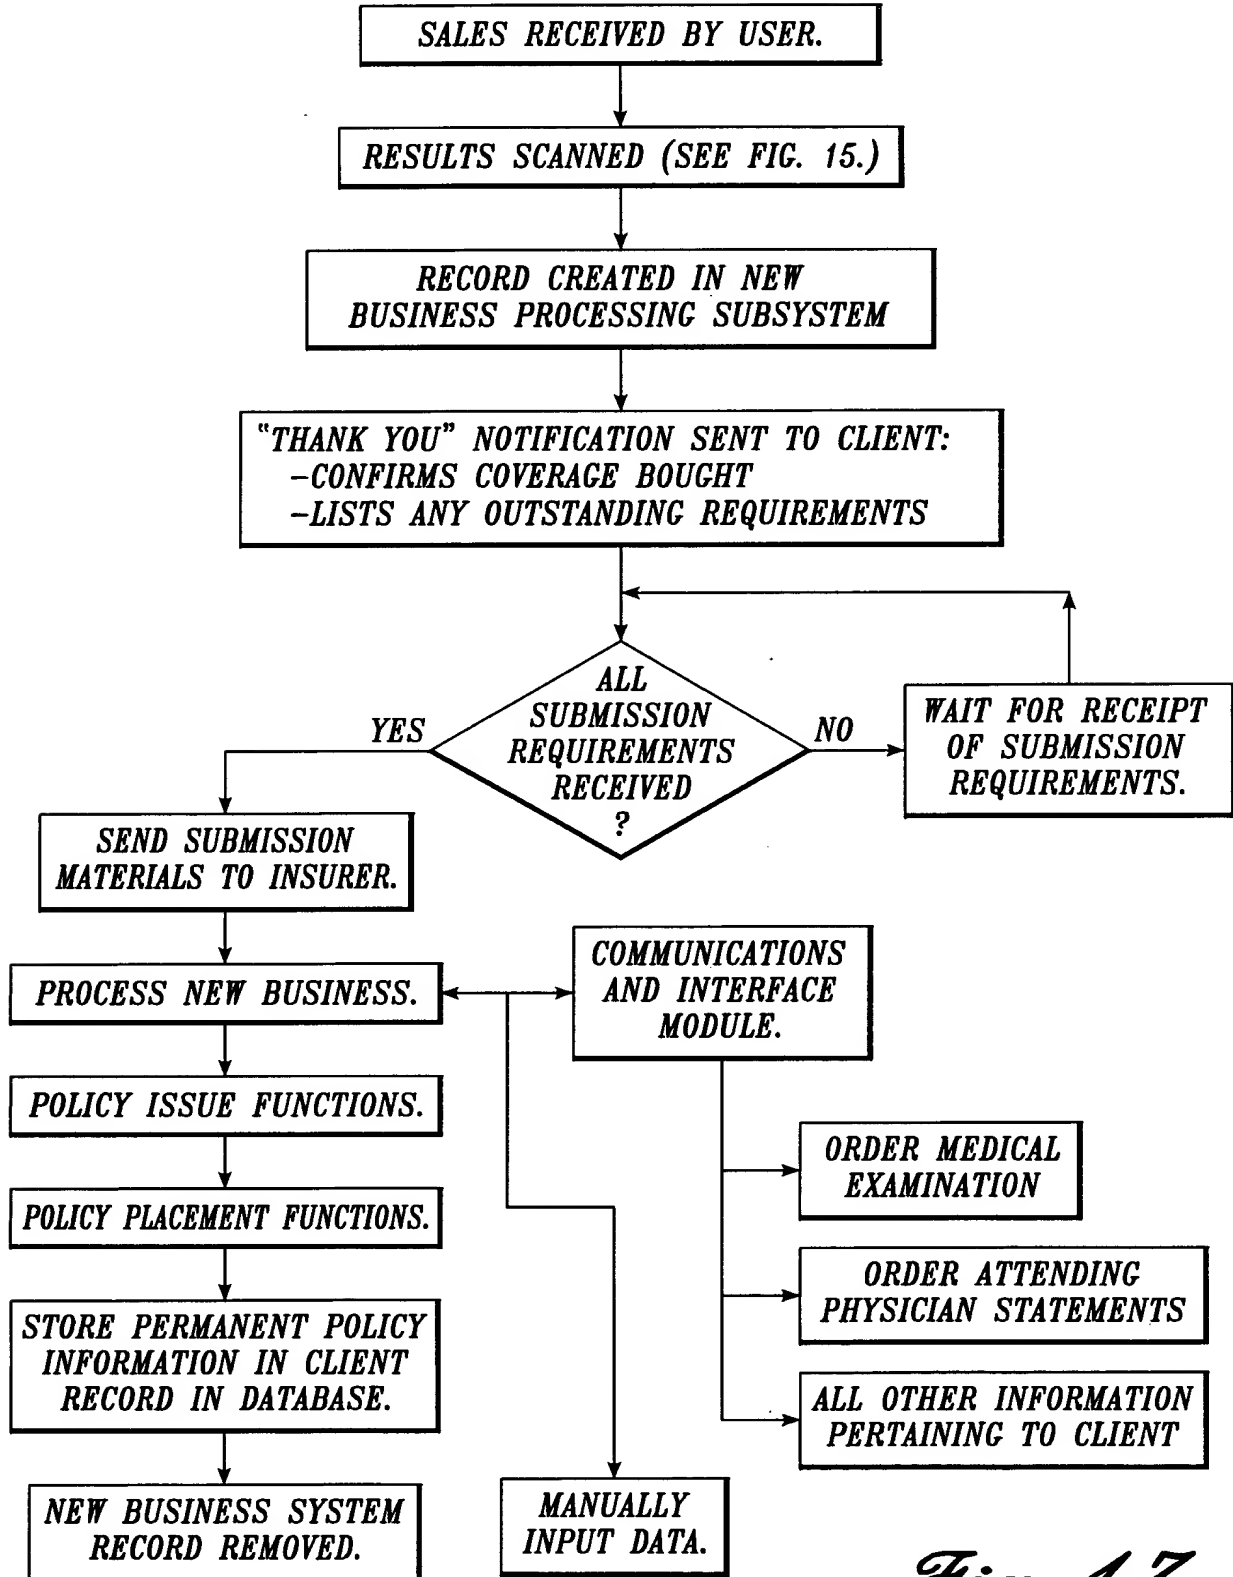 SALES RECEIVED BY USER.
RESULTS SCANNED (SEE FIG. 15.)
RECORD CREATED IN NEW
BUSINESS PROCESSING SUBSYSTEM
"THANK YOU" NOTIFICATION SENT TO CLIENT:
-CONFIRMS COVERAGE BOUGHT
-LISTS ANY OUTSTANDING REQUIREMENTS
ALL
SUBMISSION
REQUIREMENTS
RECEIVED
?
YES
NO
WAIT FOR RECEIPT
OF SUBMISSION
REQUIREMENTS.
SEND SUBMISSION
MATERIALS TO INSURER.
PROCESS NEW BUSINESS.
COMMUNICATIONS
AND INTERFACE
MODULE.
POLICY ISSUE FUNCTIONS.
ORDER MEDICAL
EXAMINATION
POLICY PLACEMENT FUNCTIONS.
ORDER ATTENDING
PHYSICIAN STATEMENTS
STORE PERMANENT POLICY
INFORMATION IN CLIENT
RECORD IN DATABASE.
ALL OTHER INFORMATION
PERTAINING TO CLIENT
NEW BUSINESS SYSTEM
RECORD REMOVED.
MANUALLY
INPUT DATA.